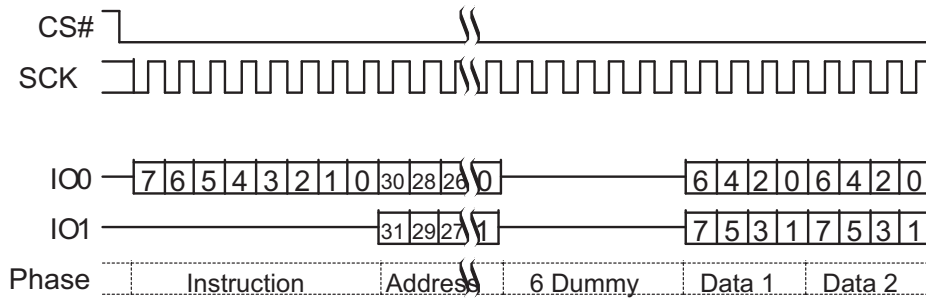 CS#
SCK
IO0 7 6 5 4 3 2 1 0 30 28 26 0 6 4 2 0 6 4 2 0
IO1 31 29 27 1 7 5 3 1 7 5 3 1
Phase Instruction Address 6 Dummy Data 1 Data 2